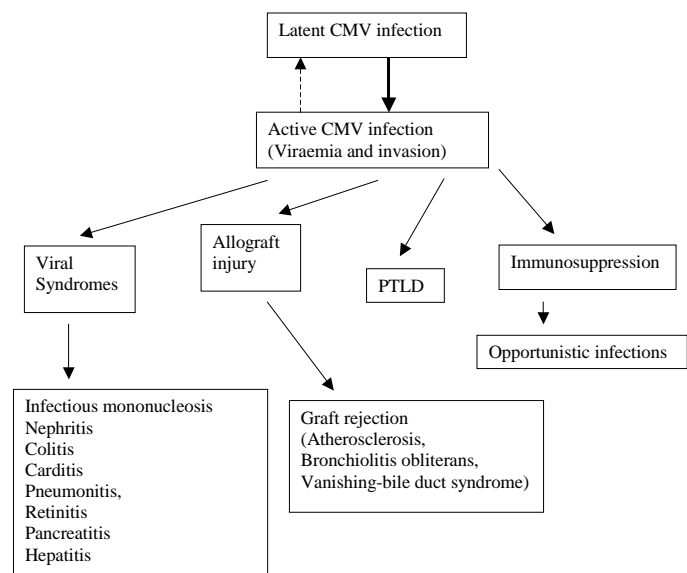 Latent CMV infection
Active CMV infection
(Viraemia and invasion)
Viral
Syndromes
Allograft
injury
PTLD
Immunosuppression
Opportunistic infections
Infectious mononucleosis
Nephritis
Colitis
Carditis
Pneumonitis,
Retinitis
Pancreatitis
Hepatitis
Graft rejection
(Atherosclerosis,
Bronchiolitis obliterans,
Vanishing-bile duct syndrome)